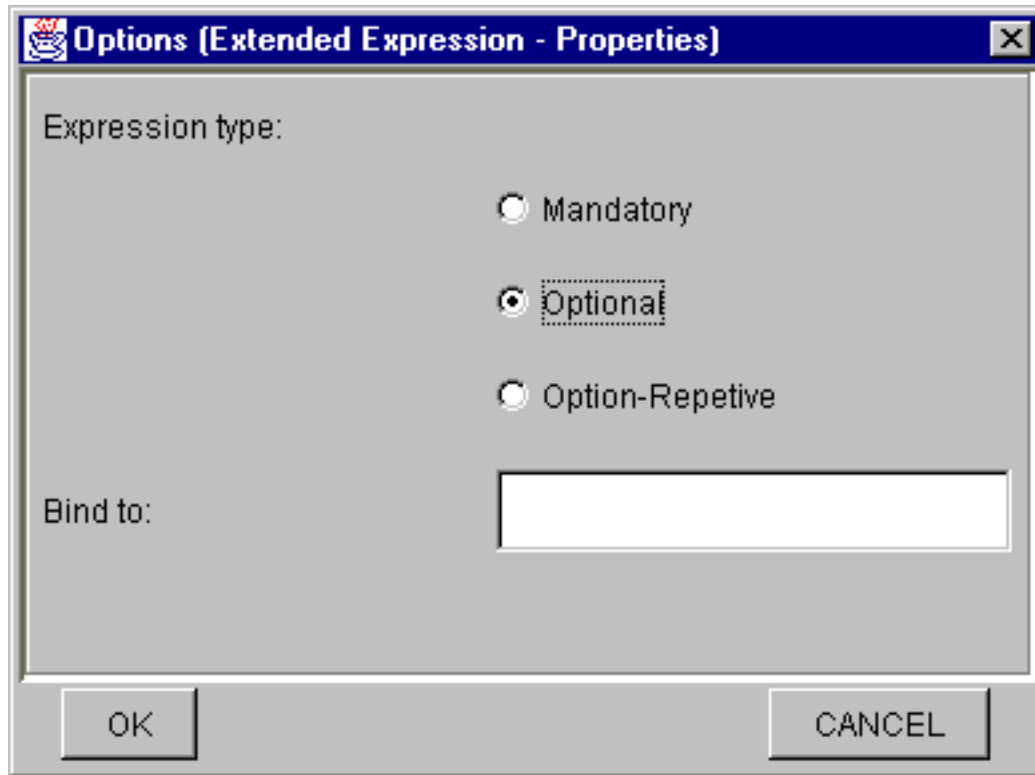 Options (Extended Expression - Properties)
Expression type:
Mandatory
Optional
Option-Repetive
Bind to:
OK
CANCEL